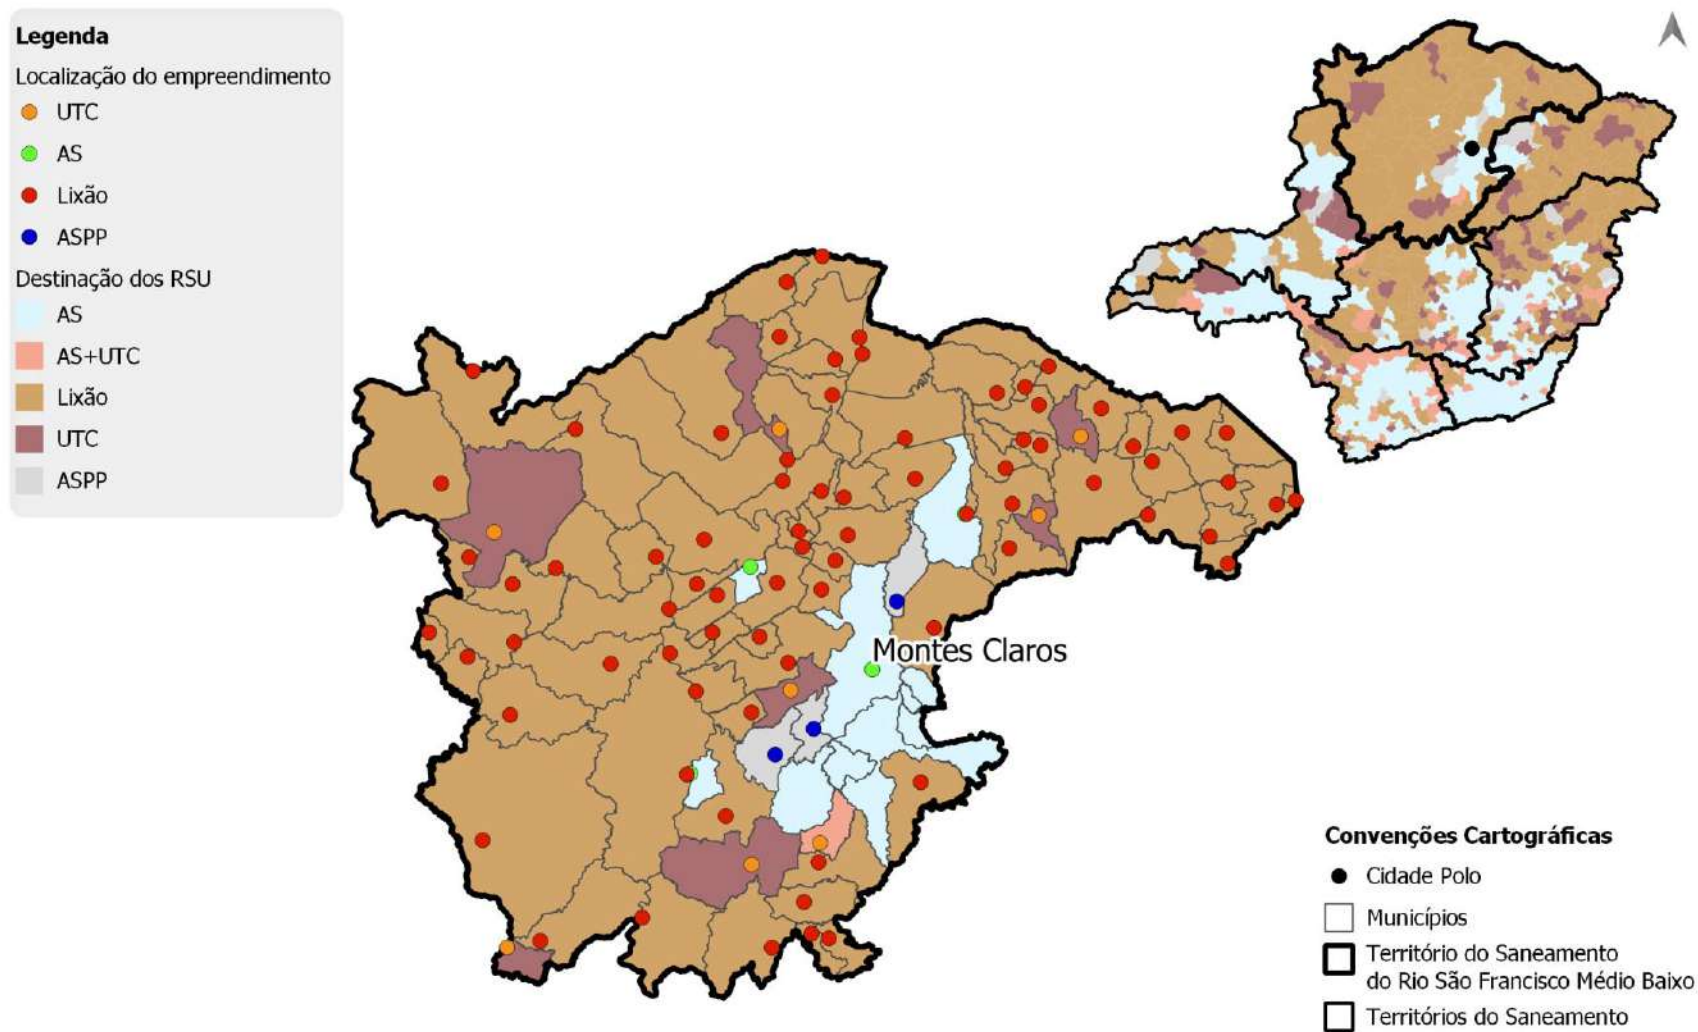 Legenda
Localização do empreendimento
UTC
AS
Lixão
ASPP
Destinação dos RSU
AS
AS+UTC
Lixão
UTC
ASPP
Montes Claros
Convenções Cartográficas
Cidade Polo
Municípios
Território do Saneamento
do Rio São Francisco Médio Baixo
Territórios do Saneamento